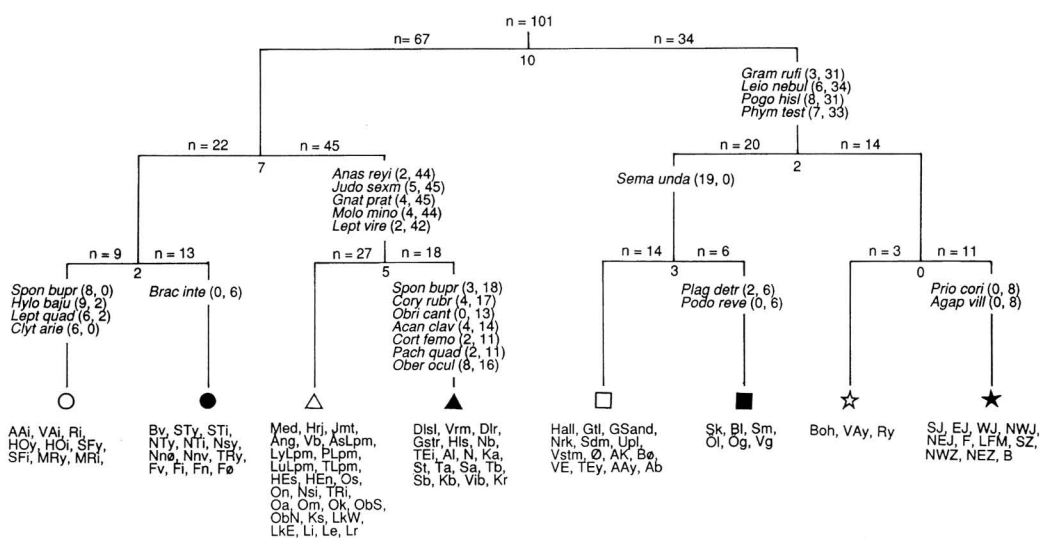 n = 101
n= 67
n = 34
10
Gram rufi (3, 31)
Leio nebul (6, 34)
Pogo hisl (8, 31)
Phym test (7, 33)
n = 22
n = 45
7
n = 20
n = 14
2
Anas reyi (2, 44)
Judo sexm (5, 45)
Gnat prat (4, 45)
Molo mino (4, 44)
Lept vire (2, 42)
Sema unda (19, 0)
n = 9
n = 13
2
n = 27
n = 18
5
n = 14
n = 6
3
n = 3
n = 11
0
Spon bupr (8, 0)
Hylo baju (9, 2)
Lept quad (6, 2)
Clyt arie (6, 0)
Brac inte (0, 6)
Spon bupr (3, 18)
Cory rubr (4, 17)
Obri cant (0, 13)
Acan clav (4, 14)
Cort femo (2, 11)
Pach quad (2, 11)
Ober ocul (8, 16)
Plag detr (2, 6)
Podo reve (0, 6)
Prio cori (0, 8)
Agap vill (0, 8)
AAi, VAi, Ri,
HOy, HOi, SFy,
SFi, MRy, MRi,
Bv, STy, STi,
NTy, NTi, Nsy,
Nnø, Nnv, TRy,
Fv, Fi, Fn, Fø
Med, Hrj, Jmt,
Ång, Vb, ÅsLpm,
LyLpm, PLpm,
LuLpm, TLpm,
HEs, HEn, Os,
On, Nsi, TRi,
Oa, Om, Ok, ObS,
ObN, Ks, LkW,
LkE, Li, Le, Lr
Dlsl, Vrm, Dlr,
Gstr, Hls, Nb,
TEi, Al, N, Ka,
St, Ta, Sa, Tb,
Sb, Kb, Vib, Kr
Hall, Gtl, GSand,
Nrk, Sdm, Upl,
Vstm, Ø, AK, Bø,
VE, TEy, AAy, Ab
Sk, Bl, Sm,
Öl, Ög, Vg
Boh, VAy, Ry
SJ, EJ, WJ, NWJ,
NEJ, F, LFM, SZ,
NWZ, NEZ, B